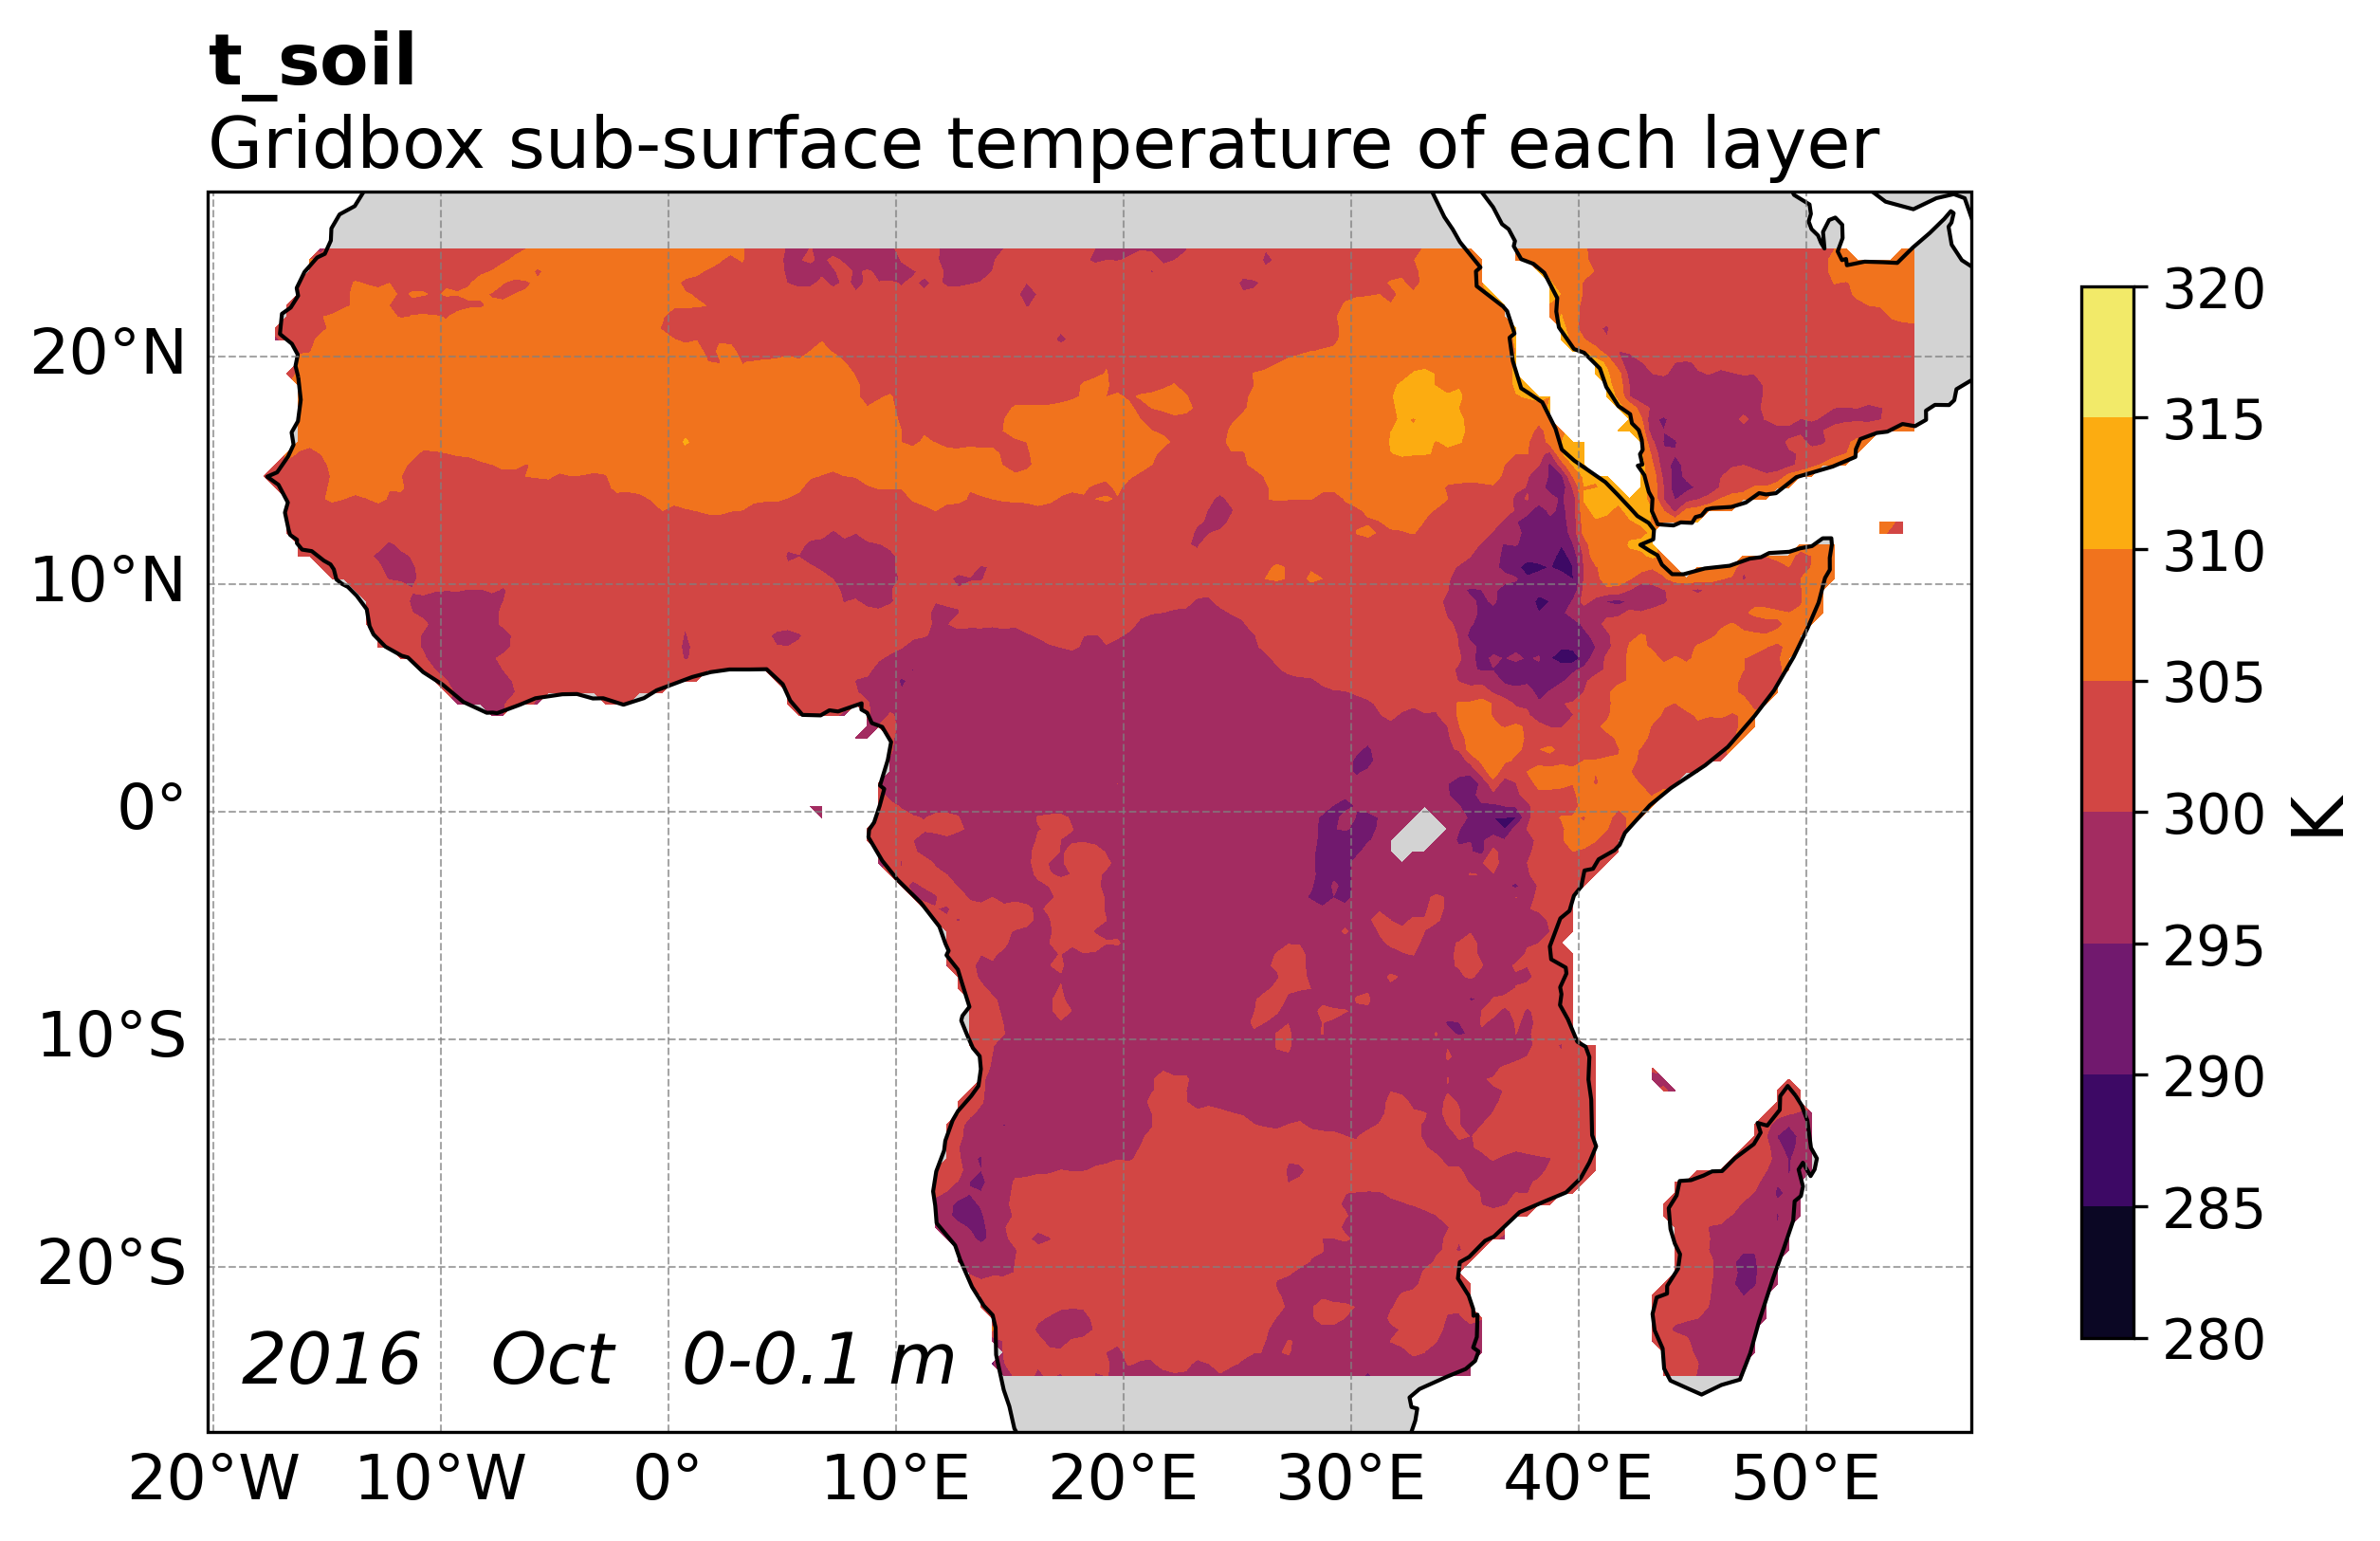 t_soil
Gridbox sub-surface temperature of each layer
20°N
10°N
0°
10°S
20°S
2016 Oct 0-0.1 m
20°W 10°W 0° 10°E 20°E 30°E 40°E 50°E
320
315
310
305
300
295
290
285
280
K